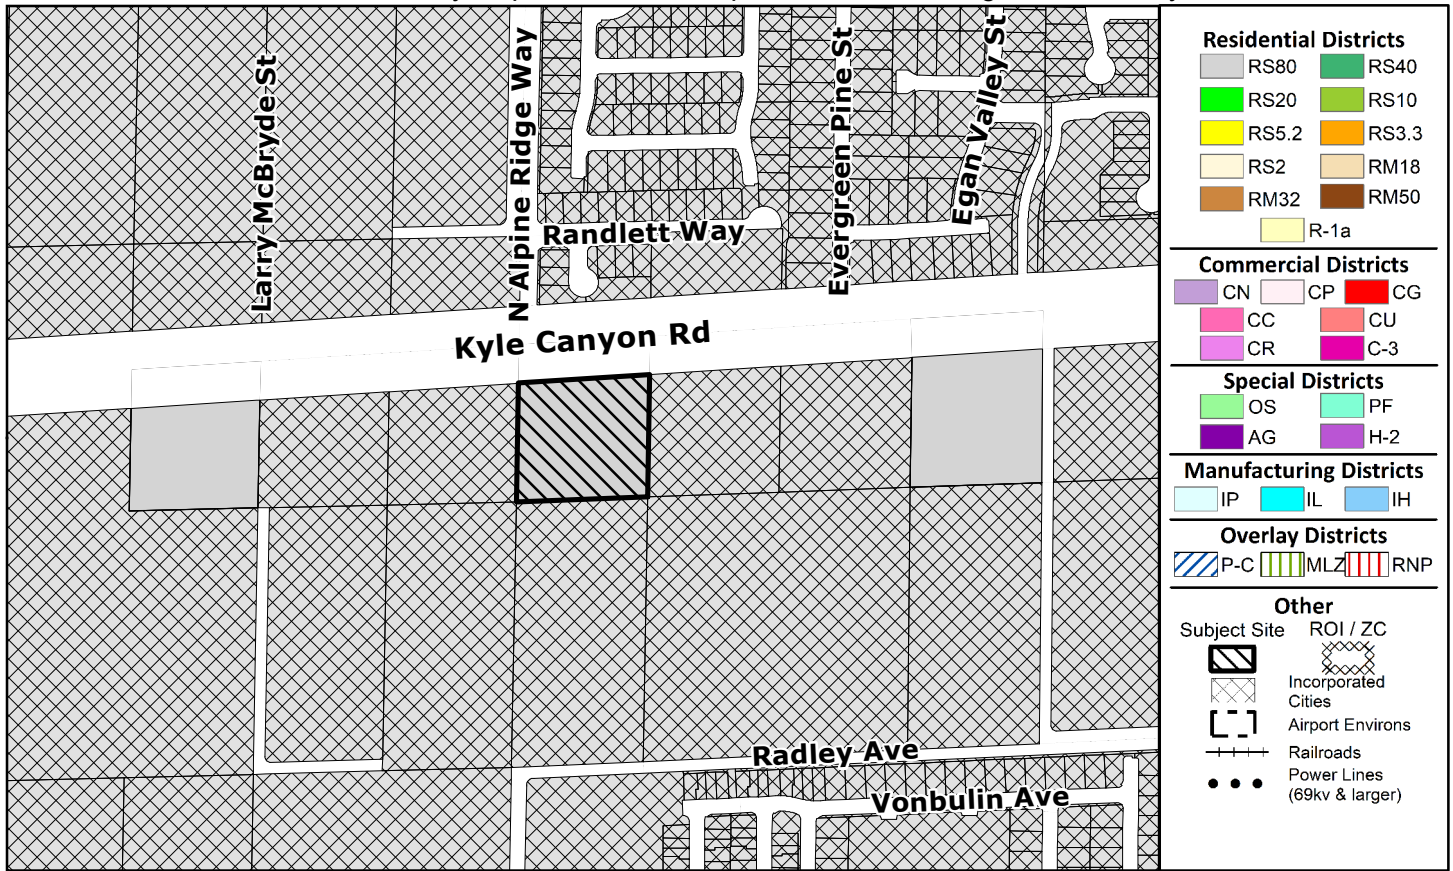 Larry McBryde St
N Alpine Ridge Way
Evergreen Pine St
Egan Valley St
Randlett Way
Kyle Canyon Rd
Radley Ave
Vonbulin Ave
Residential Districts
RS80 RS40
RS20 RS10
RS5.2 RS3.3
RS2 RM18
RM32 RM50
R-1a
Commercial Districts
CN CP CG
CC CU
CR C-3
Special Districts
OS PF
AG H-2
Manufacturing Districts
IP IL IH
Overlay Districts
P-C MLZ RNP
Other
Subject Site ROI / ZC
Incorporated
Cities
Airport Environs
Railroads
Power Lines
(69kv & larger)